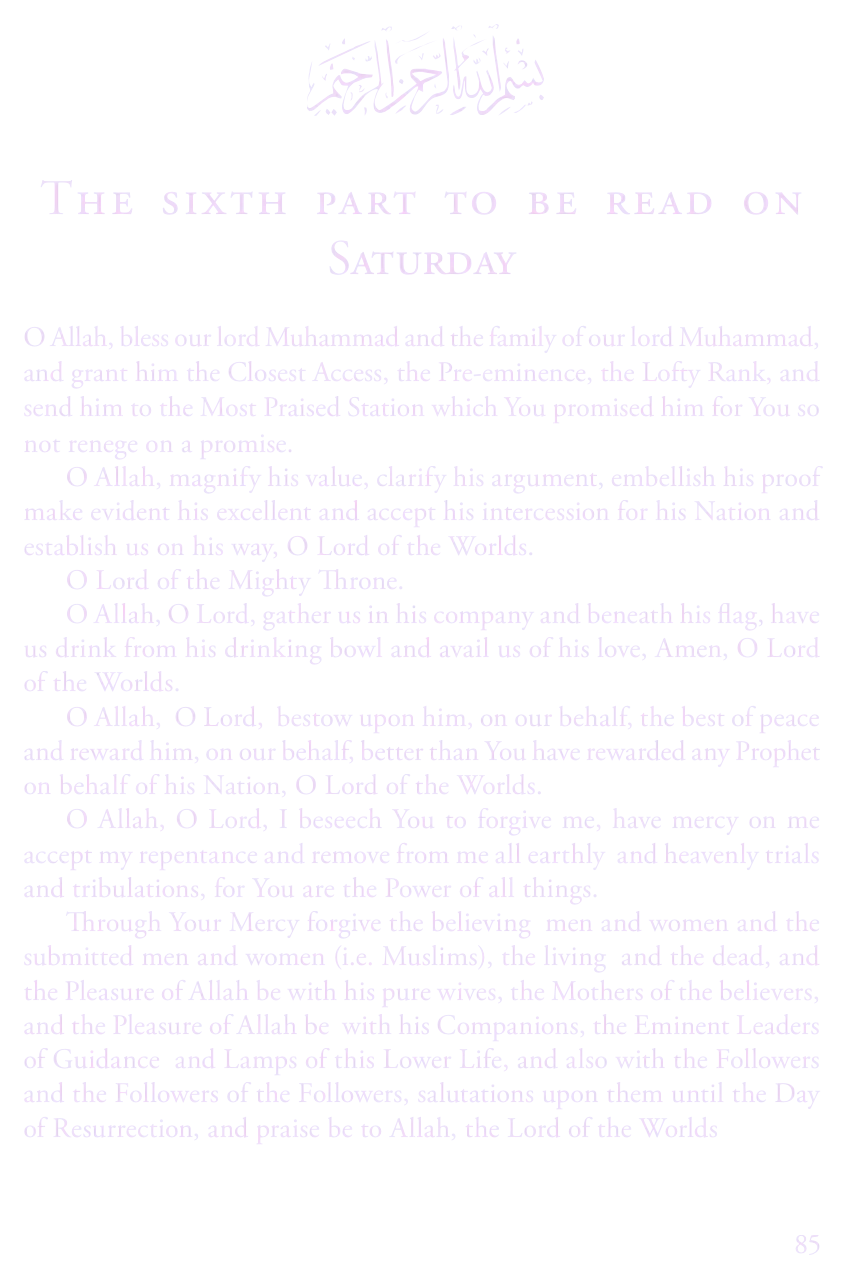 بسم الله الرحمن الرحيم
The sixth part to be read on
Saturday
O Allah, bless our lord Muhammad and the family of our lord Muhammad,
and grant him the Closest Access, the Pre-eminence, the Lofty Rank, and
send him to the Most Praised Station which You promised him for You so
not renege on a promise.
O Allah, magnify his value, clarify his argument, embellish his proof
make evident his excellent and accept his intercession for his Nation and
establish us on his way, O Lord of the Worlds.
O Lord of the Mighty Throne.
O Allah, O Lord, gather us in his company and beneath his flag, have
us drink from his drinking bowl and avail us of his love, Amen, O Lord
of the Worlds.
O Allah, O Lord, bestow upon him, on our behalf, the best of peace
and reward him, on our behalf, better than You have rewarded any Prophet
on behalf of his Nation, O Lord of the Worlds.
O Allah, O Lord, I beseech You to forgive me, have mercy on me
accept my repentance and remove from me all earthly and heavenly trials
and tribulations, for You are the Power of all things.
Through Your Mercy forgive the believing men and women and the
submitted men and women (i.e. Muslims), the living and the dead, and
the Pleasure of Allah be with his pure wives, the Mothers of the believers,
and the Pleasure of Allah be with his Companions, the Eminent Leaders
of Guidance and Lamps of this Lower Life, and also with the Followers
and the Followers of the Followers, salutations upon them until the Day
of Resurrection, and praise be to Allah, the Lord of the Worlds
85